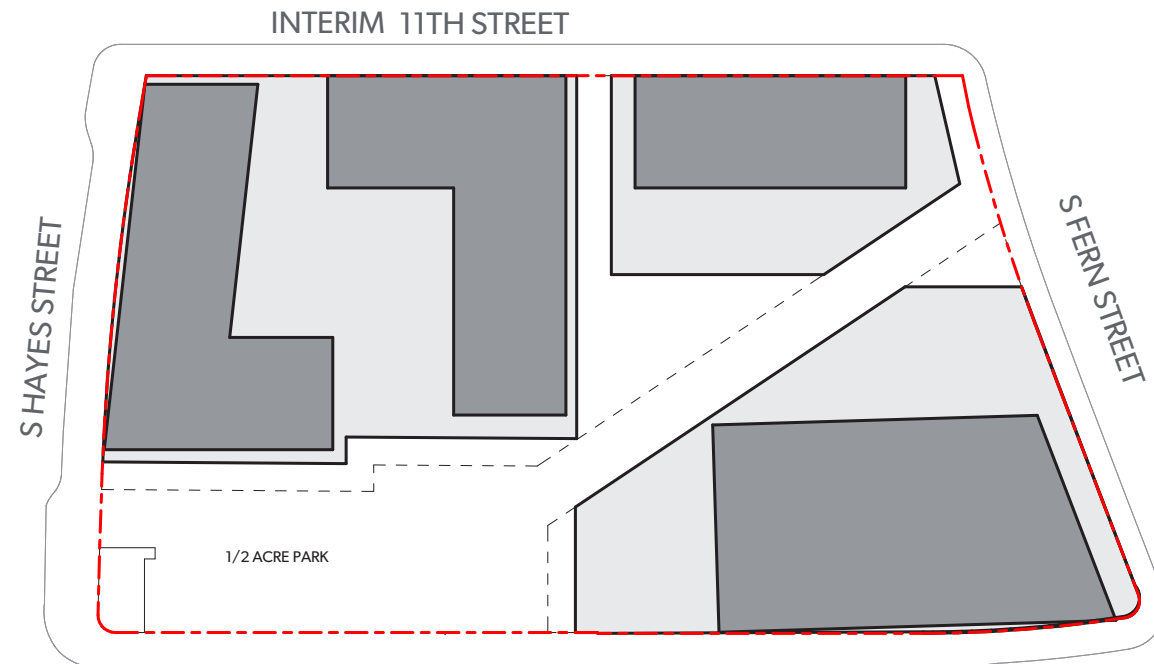 INTERIM 11TH STREET
S HAYES STREET
S FERN STREET
1/2 ACRE PARK